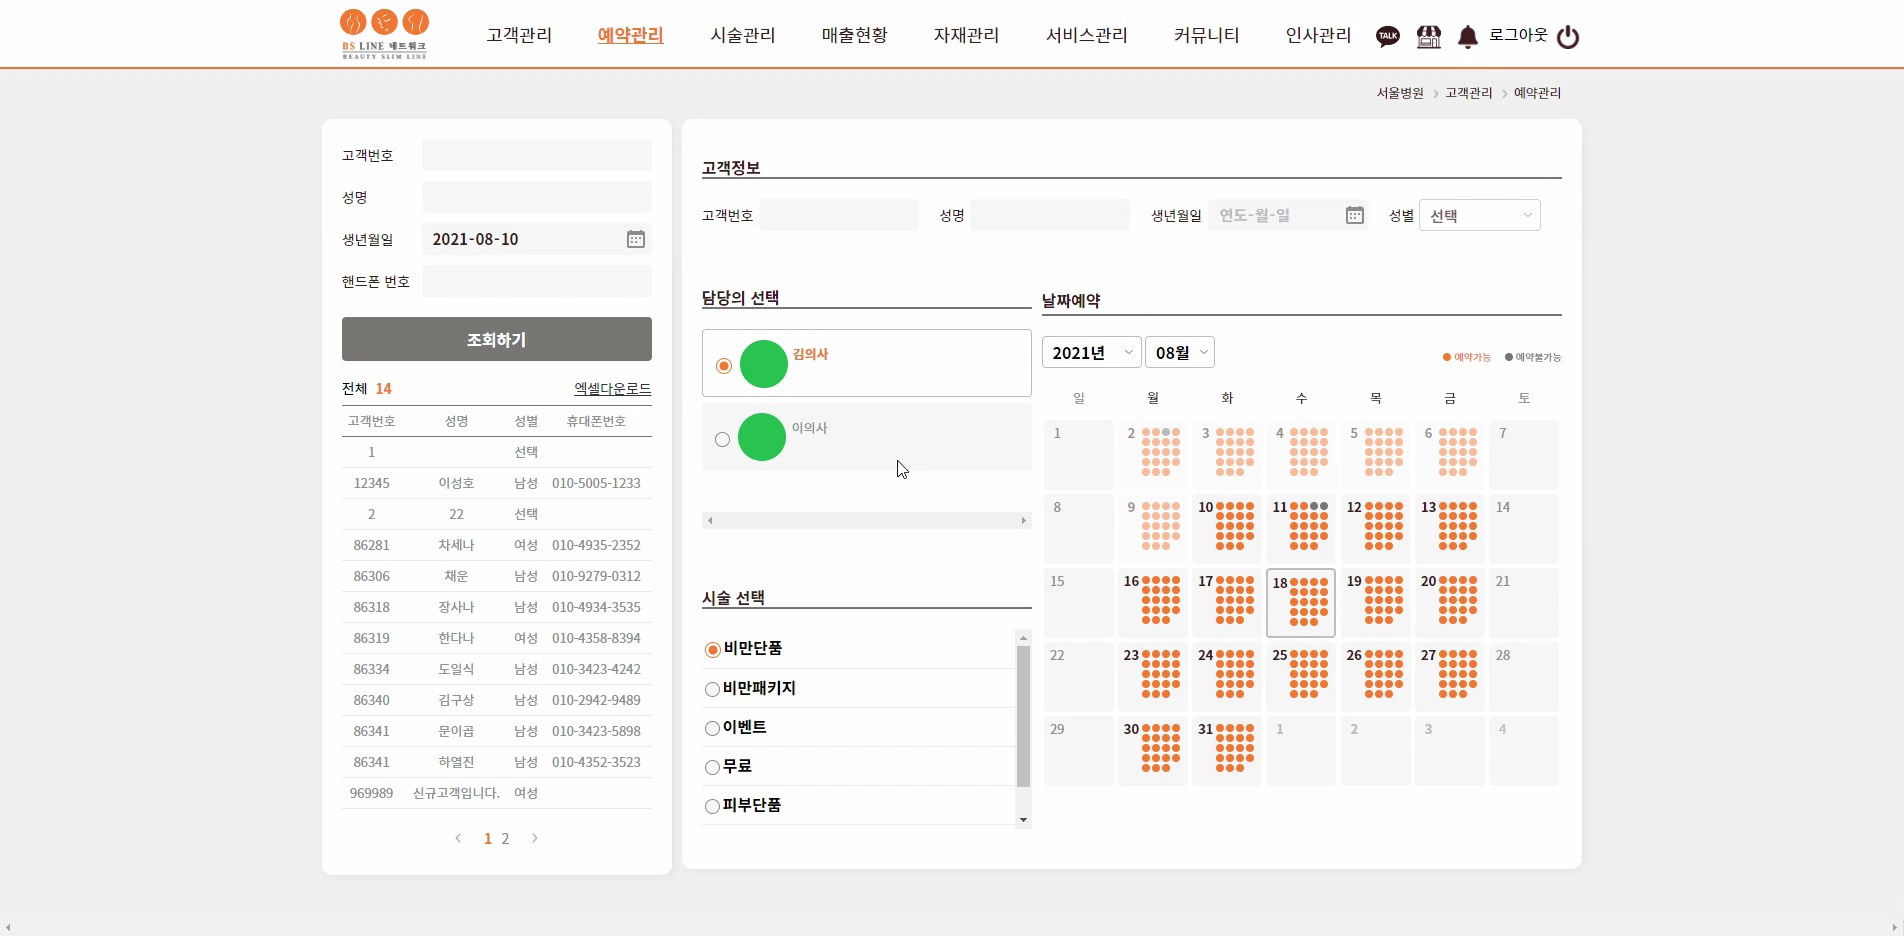 BS LINE 네트워크
BEAUTY SLIM LINE
고객관리 예약관리 시술관리 매출현황 자재관리 서비스관리 커뮤니티 인사관리 TALK 로그아웃
서울병원 > 고객관리 > 예약관리
고객번호
성명
생년월일 2021-08-10
핸드폰 번호
조회하기
전체 14 엑셀다운로드
고객번호 성명 성별 휴대폰번호
1 선택
12345 이성호 남성 010-5005-1233
2 22 선택
86281 차세나 여성 010-4935-2352
86306 채운 남성 010-9279-0312
86318 장사나 남성 010-4934-3535
86319 한다나 여성 010-4358-8394
86334 도일식 남성 010-3423-4242
86340 김구상 남성 010-2942-9489
86341 문이곱 남성 010-3423-5898
86341 하열진 남성 010-4352-3523
969989 신규고객입니다. 여성
1 2
고객정보
고객번호 성명 생년월일 연도-월-일 성별 선택
담당의 선택
김의사
이의사
시술 선택
비만단품
비만패키지
이벤트
무료
피부단품
날짜예약
2021년 08월
예약가능 예약불가능
일 월 화 수 목 금 토
1 2 3 4 5 6 7
8 9 10 11 12 13 14
15 16 17 18 19 20 21
22 23 24 25 26 27 28
29 30 31 1 2 3 4